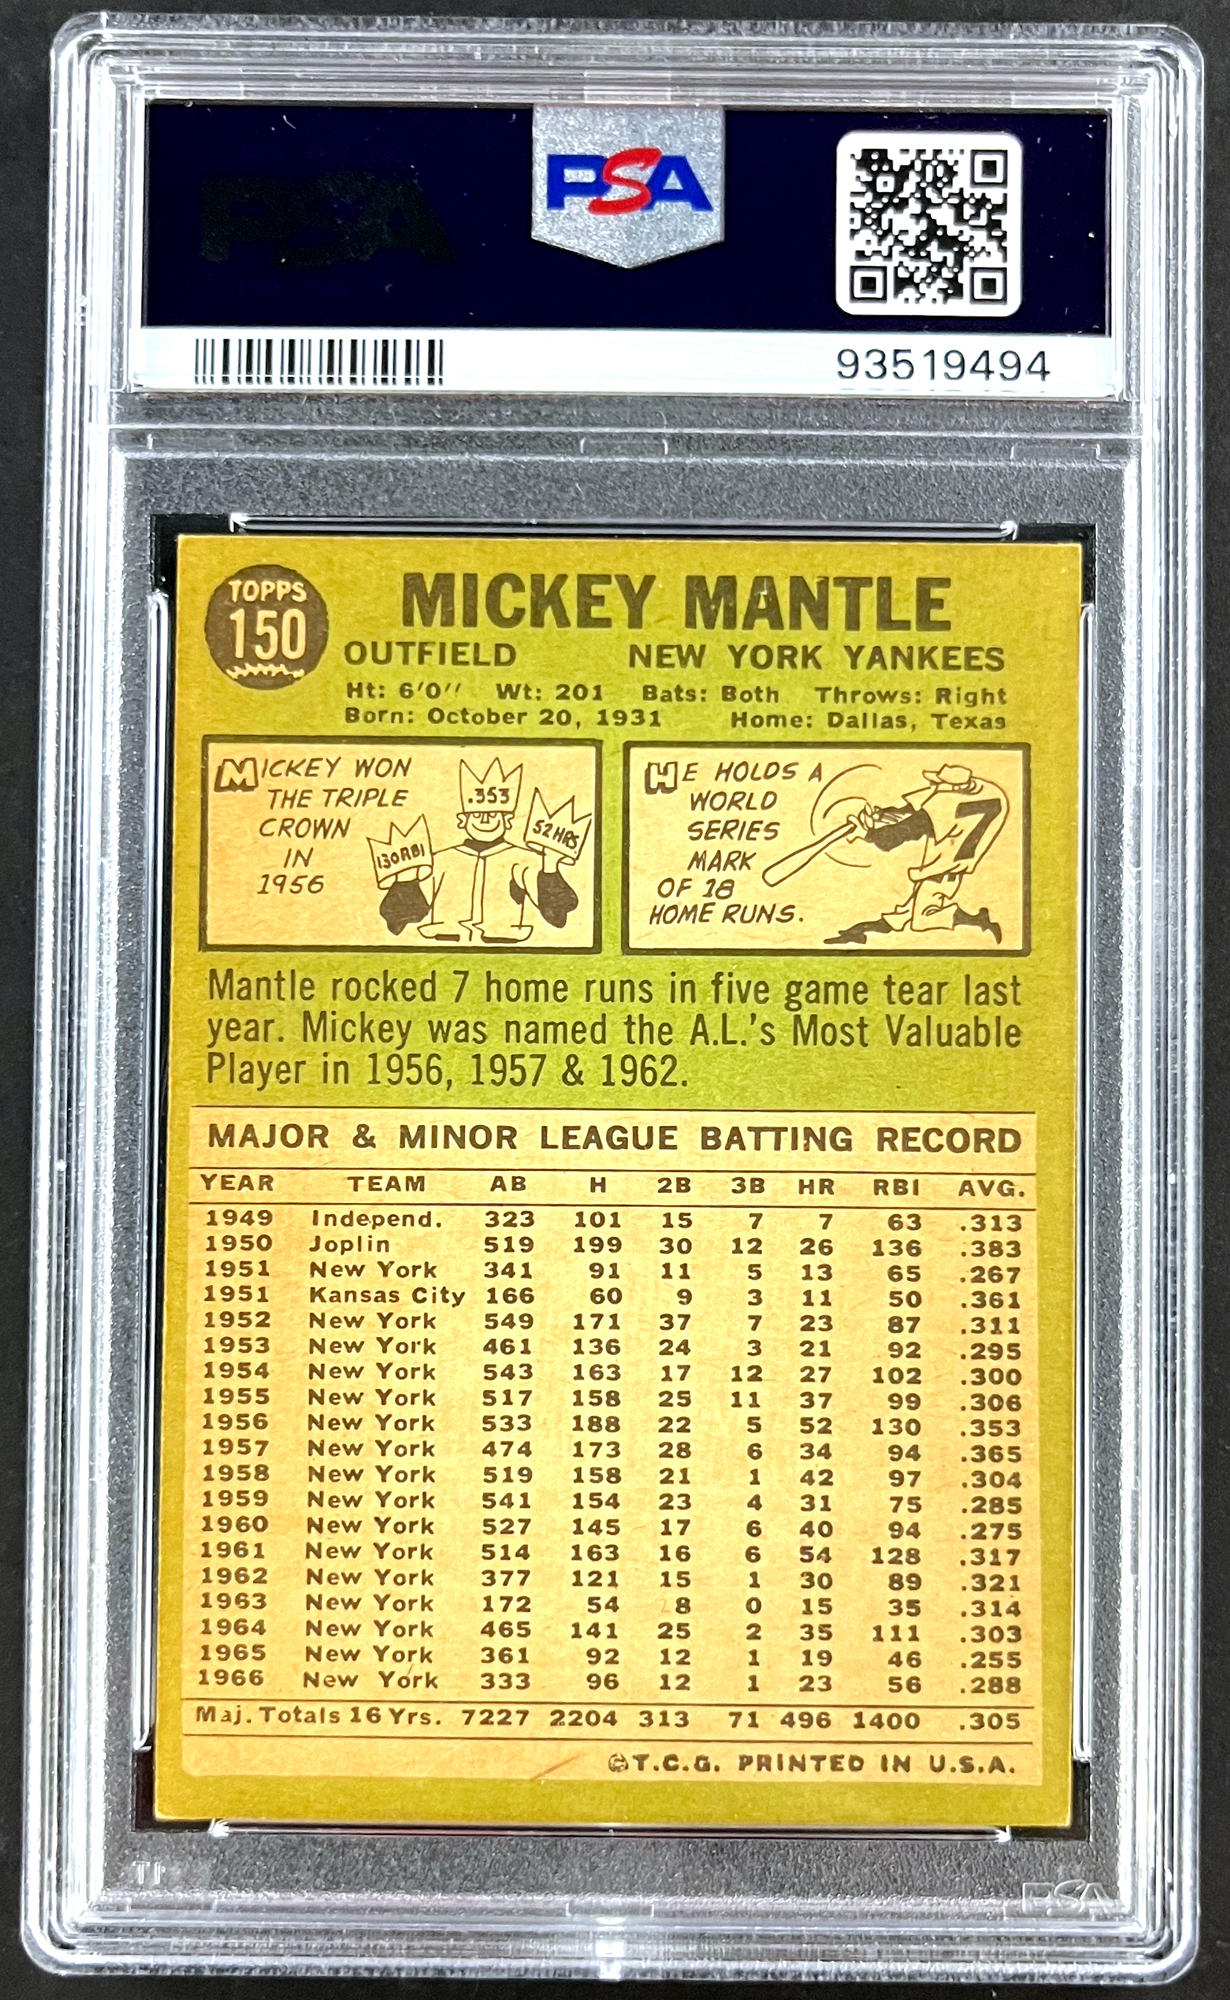 PSA
93519494
TOPPS
150
MICKEY MANTLE
OUTFIELD NEW YORK YANKEES
Ht: 6'0" Wt: 201 Bats: Both Throws: Right
Born: October 20, 1931 Home: Dallas, Texas
MICKEY WON
THE TRIPLE
CROWN
IN
1956
.353
130RBI
52HRS
HE HOLDS A
WORLD
SERIES
MARK
OF 18
HOME RUNS.
7
Mantle rocked 7 home runs in five game tear last
year. Mickey was named the A.L.'s Most Valuable
Player in 1956, 1957 & 1962.
MAJOR & MINOR LEAGUE BATTING RECORD
YEAR TEAM AB H 2B 3B HR RBI AVG.
1949 Independ. 323 101 15 7 7 63 .313
1950 Joplin 519 199 30 12 26 136 .383
1951 New York 341 91 11 5 13 65 .267
1951 Kansas City 166 60 9 3 11 50 .361
1952 New York 549 171 37 7 23 87 .311
1953 New York 461 136 24 3 21 92 .295
1954 New York 543 163 17 12 27 102 .300
1955 New York 517 158 25 11 37 99 .306
1956 New York 533 188 22 5 52 130 .353
1957 New York 474 173 28 6 34 94 .365
1958 New York 519 158 21 1 42 97 .304
1959 New York 541 154 23 4 31 75 .285
1960 New York 527 145 17 6 40 94 .275
1961 New York 514 163 16 6 54 128 .317
1962 New York 377 121 15 1 30 89 .321
1963 New York 172 54 8 0 15 35 .314
1964 New York 465 141 25 2 35 111 .303
1965 New York 361 92 12 1 19 46 .255
1966 New York 333 96 12 1 23 56 .288
Maj. Totals 16 Yrs. 7227 2204 313 71 496 1400 .305
©T.C.G. PRINTED IN U.S.A.
PSA